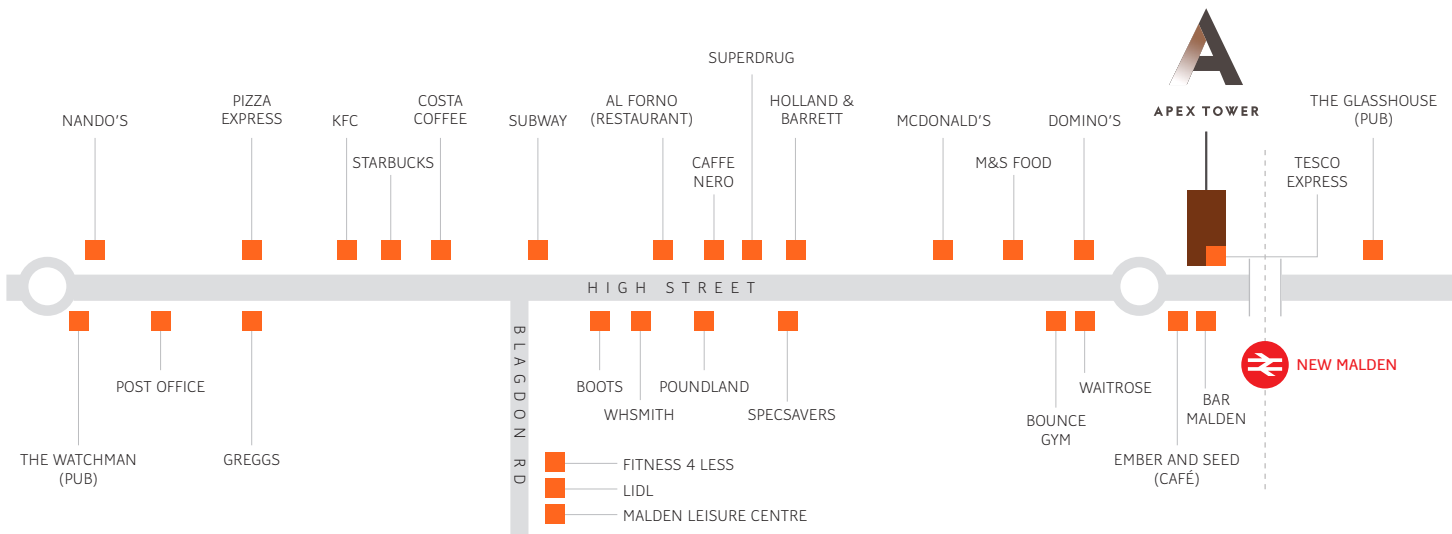 SUPERDRUG
NANDO'S
PIZZA
EXPRESS
KFC
STARBUCKS
COSTA
COFFEE
SUBWAY
AL FORNO
(RESTAURANT)
CAFFE
NERO
HOLLAND &
BARRETT
MCDONALD'S
M&S FOOD
DOMINO'S
APEX TOWER
TESCO
EXPRESS
THE GLASSHOUSE
(PUB)
HIGH STREET
BLAGDON RD
THE WATCHMAN
(PUB)
POST OFFICE
GREGGS
BOOTS
WHSMITH
POUNDLAND
SPECSAVERS
FITNESS 4 LESS
LIDL
MALDEN LEISURE CENTRE
BOUNCE
GYM
WAITROSE
EMBER AND SEED
(CAFÉ)
BAR
MALDEN
NEW MALDEN